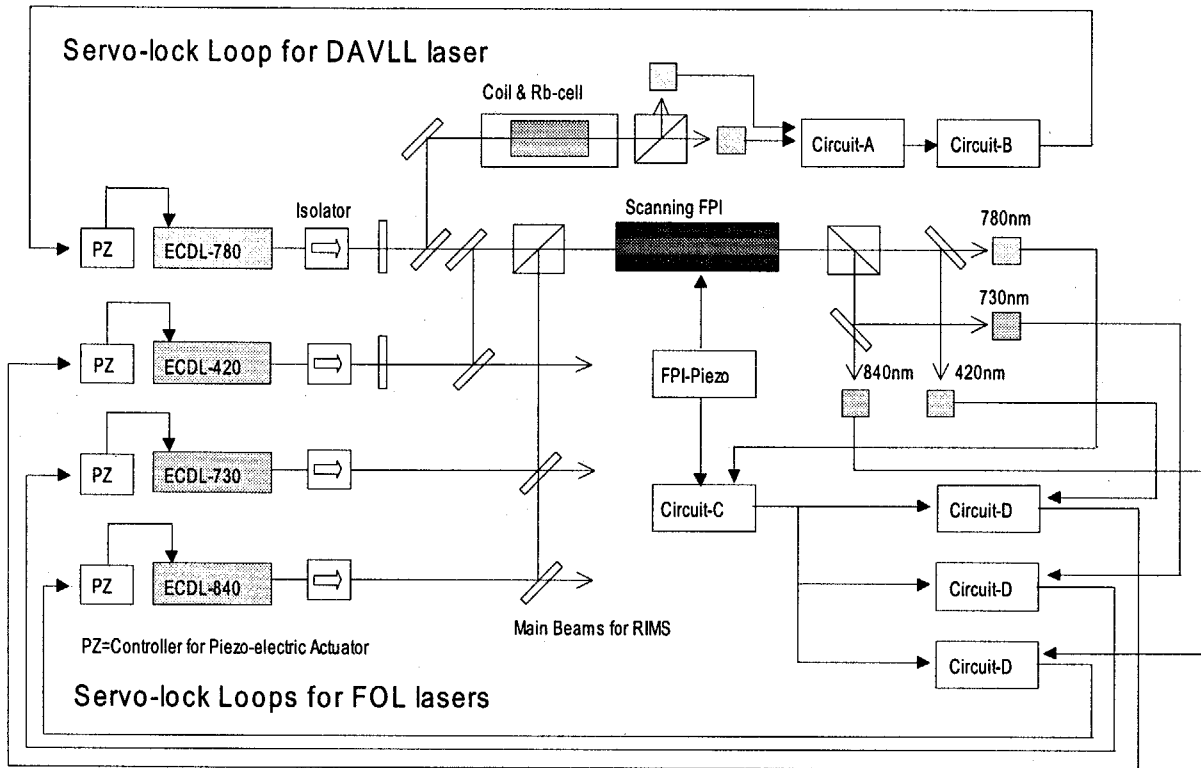 Servo-lock Loop for DAVLL laser
Coil & Rb-cell
Circuit-A
Circuit-B
Isolator
Scanning FPI
780nm
PZ
ECDL-780
730nm
PZ
ECDL-420
FPI-Piezo
840nm
420nm
PZ
ECDL-730
Circuit-C
Circuit-D
PZ
ECDL-840
Circuit-D
Main Beams for RIMS
PZ=Controller for Piezo-electric Actuator
Circuit-D
Servo-lock Loops for FOL lasers